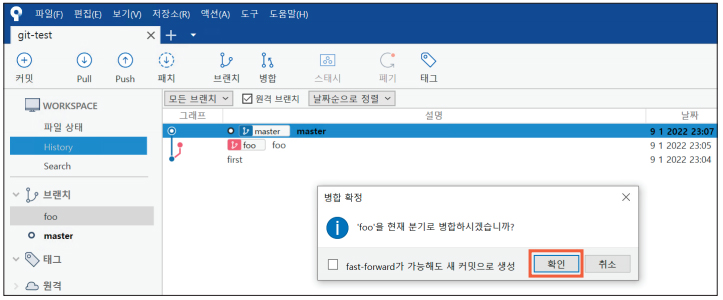 파일(F) 편집(E) 보기(V) 저장소(R) 액션(A) 도구 도움말(H)
git-test
커밋 Pull Push 패치 브랜치 병합 스태시 폐기 태그
WORKSPACE
파일 상태
History
Search
브랜치
foo
master
태그
원격
모든 브랜치 원격 브랜치 날짜순으로 정렬
그래프 설명 날짜
master master 9 1 2022 23:07
foo foo 9 1 2022 23:05
first 9 1 2022 23:04
병합 확정
'foo'을 현재 분기로 병합하시겠습니까?
fast-forward가 가능해도 새 커밋으로 생성 확인 취소